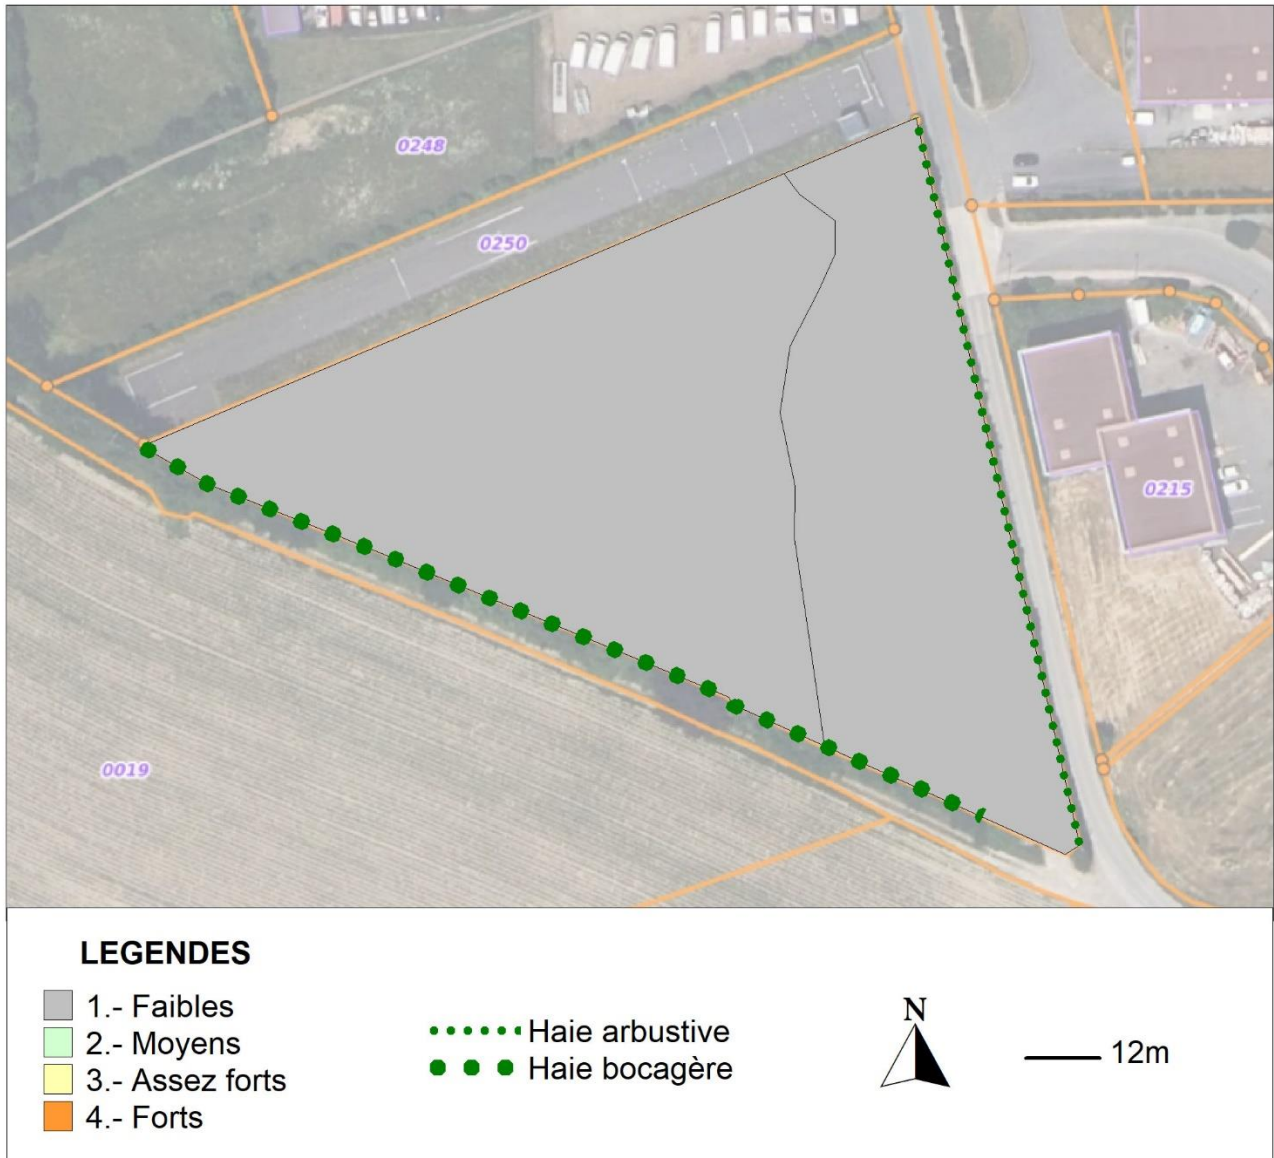 0248
0250
0215
0019
LEGENDES
1.- Faibles
2.- Moyens
3.- Assez forts
4.- Forts
Haie arbustive
Haie bocagère
N
12m